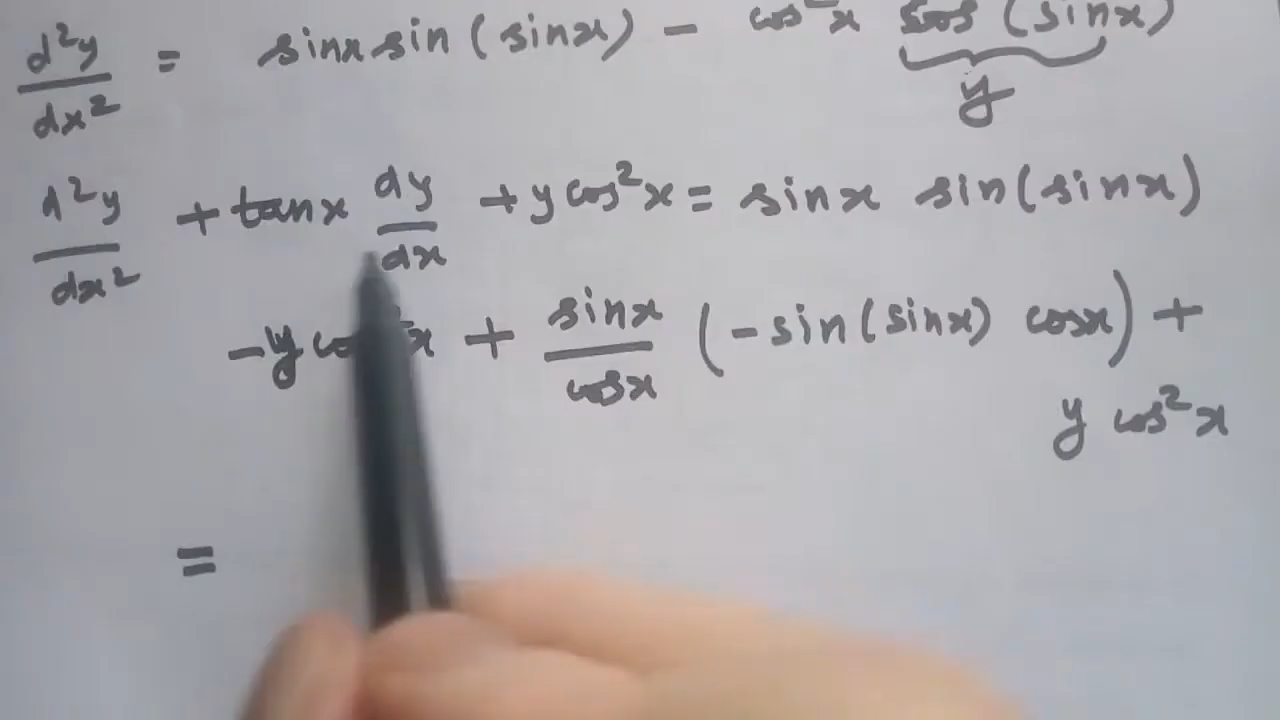 d²y/dx² = sinx sin (sinx) - cos²x cos (sinx)
y
d²y/dx² + tanx dy/dx + y cos²x = sinx sin(sinx)
-y cos²x + sinx/cosx (-sin(sinx) cosx) +
y cos²x
=